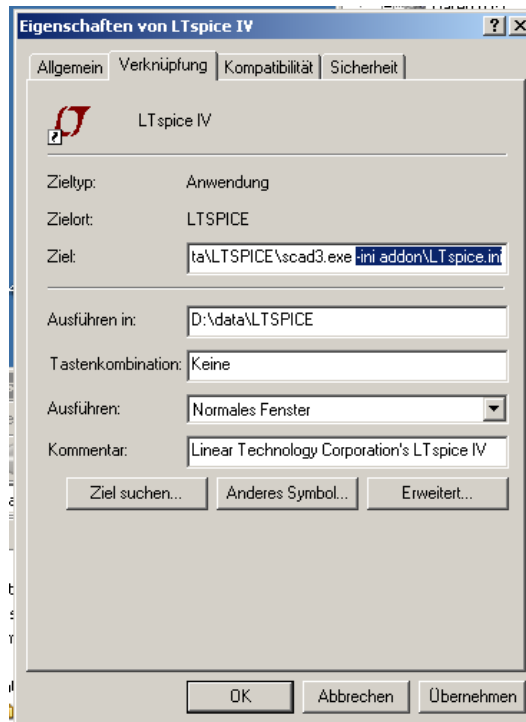 Eigenschaften von LTspice IV
Allgemein Verknüpfung Kompatibilität Sicherheit
LTspice IV
Zieltyp: Anwendung
Zielort: LTSPICE
Ziel: ta\LTSPICE\scad3.exe -ini addon\LTspice.ini
Ausführen in: D:\data\LTSPICE
Tastenkombination: Keine
Ausführen: Normales Fenster
Kommentar: Linear Technology Corporation's LTspice IV
Ziel suchen... Anderes Symbol... Erweitert...
OK Abbrechen Übernehmen